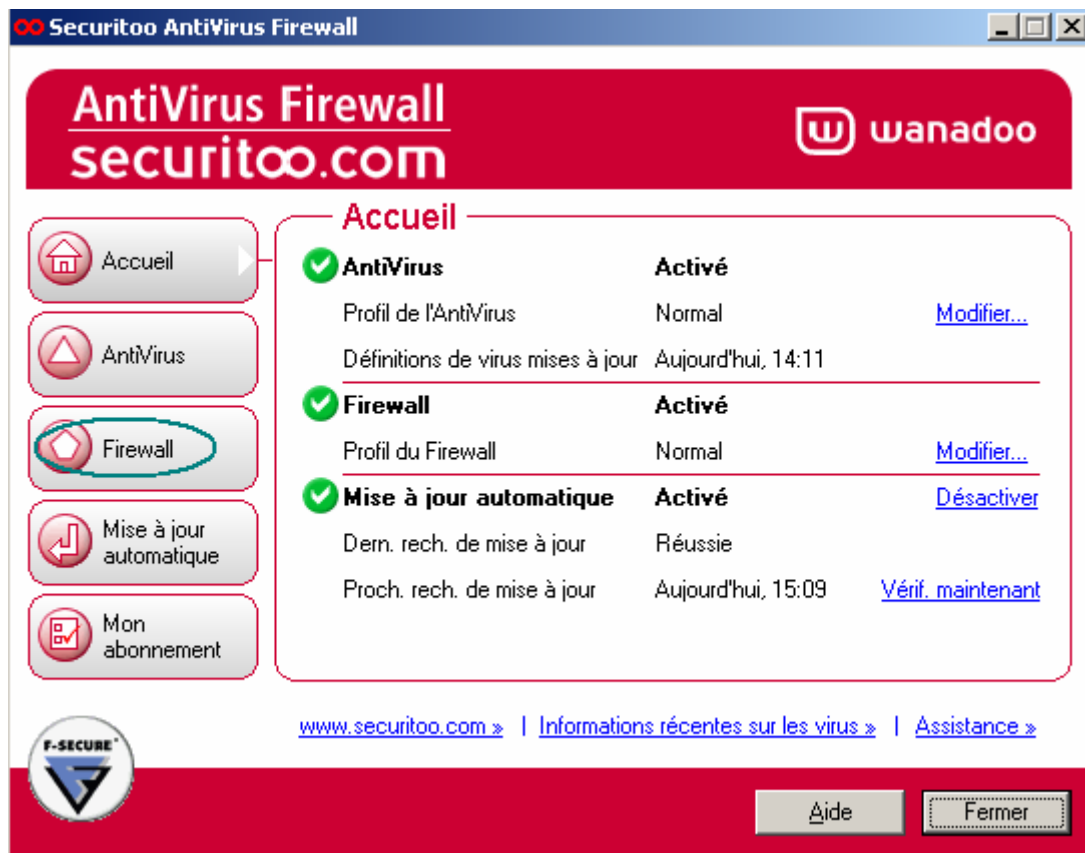 Securitoo AntiVirus Firewall
AntiVirus Firewall
securitoo.com
wanadoo
Accueil
AntiVirus
Firewall
Mise à jour
automatique
Mon
abonnement
Accueil
AntiVirus Activé
Profil de l'AntiVirus Normal Modifier...
Définitions de virus mises à jour Aujourd'hui, 14:11
Firewall Activé
Profil du Firewall Normal Modifier...
Mise à jour automatique Activé Désactiver
Dern. rech. de mise à jour Réussie
Proch. rech. de mise à jour Aujourd'hui, 15:09 Vérif. maintenant
www.securitoo.com » | Informations récentes sur les virus » | Assistance »
F-SECURE
Aide Fermer